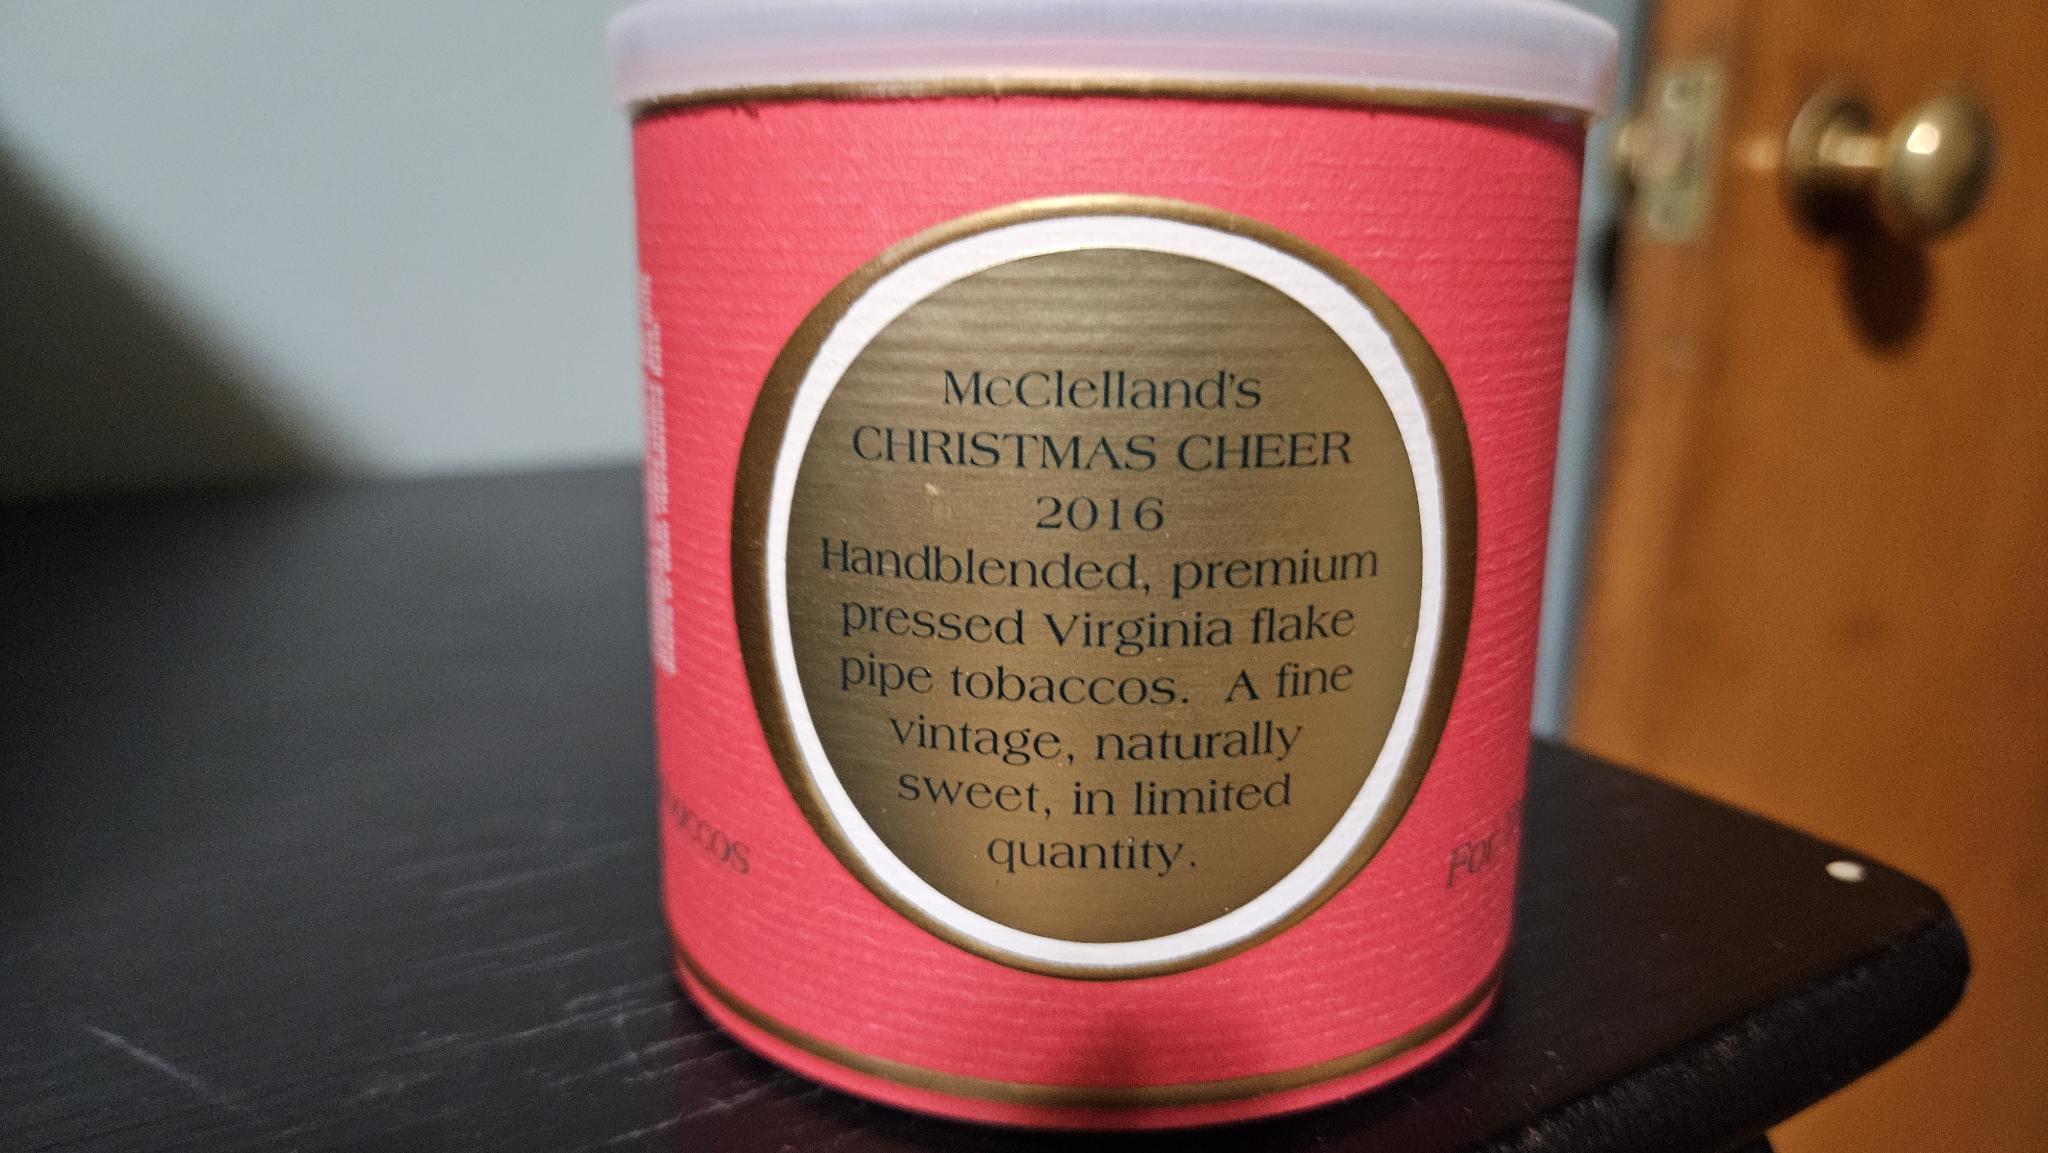 McClelland's
CHRISTMAS CHEER
2016
Handblended, premium
pressed Virginia flake
pipe tobaccos. A fine
vintage, naturally
sweet, in limited
quantity.